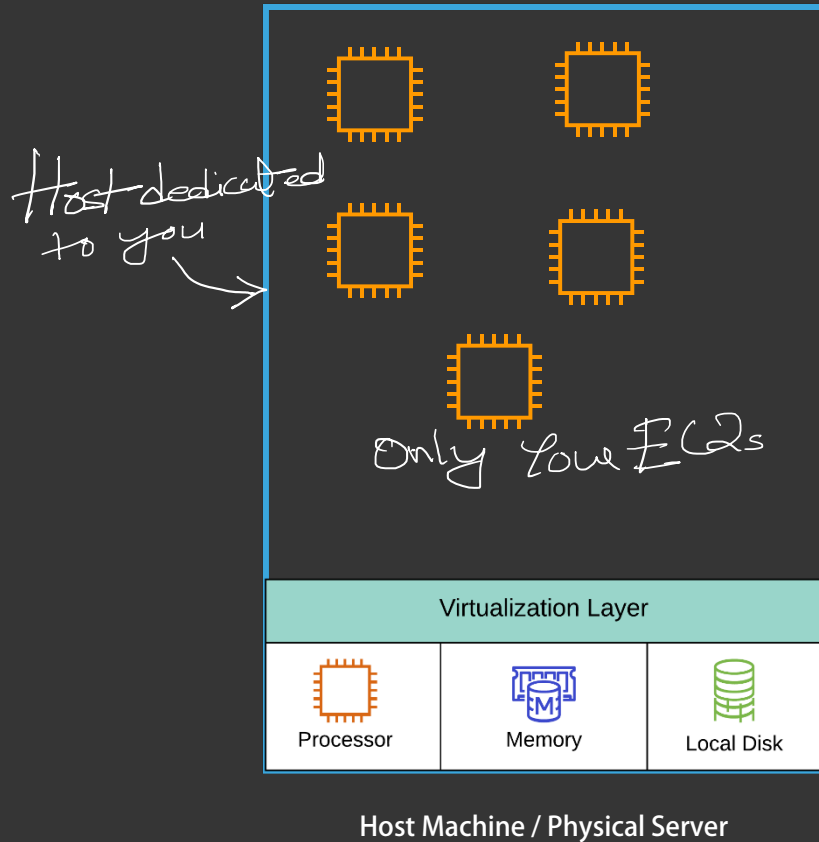 Host dedicated
to you
Only Your EC2s
Virtualization Layer
Processor
Memory
M
Local Disk
Host Machine / Physical Server